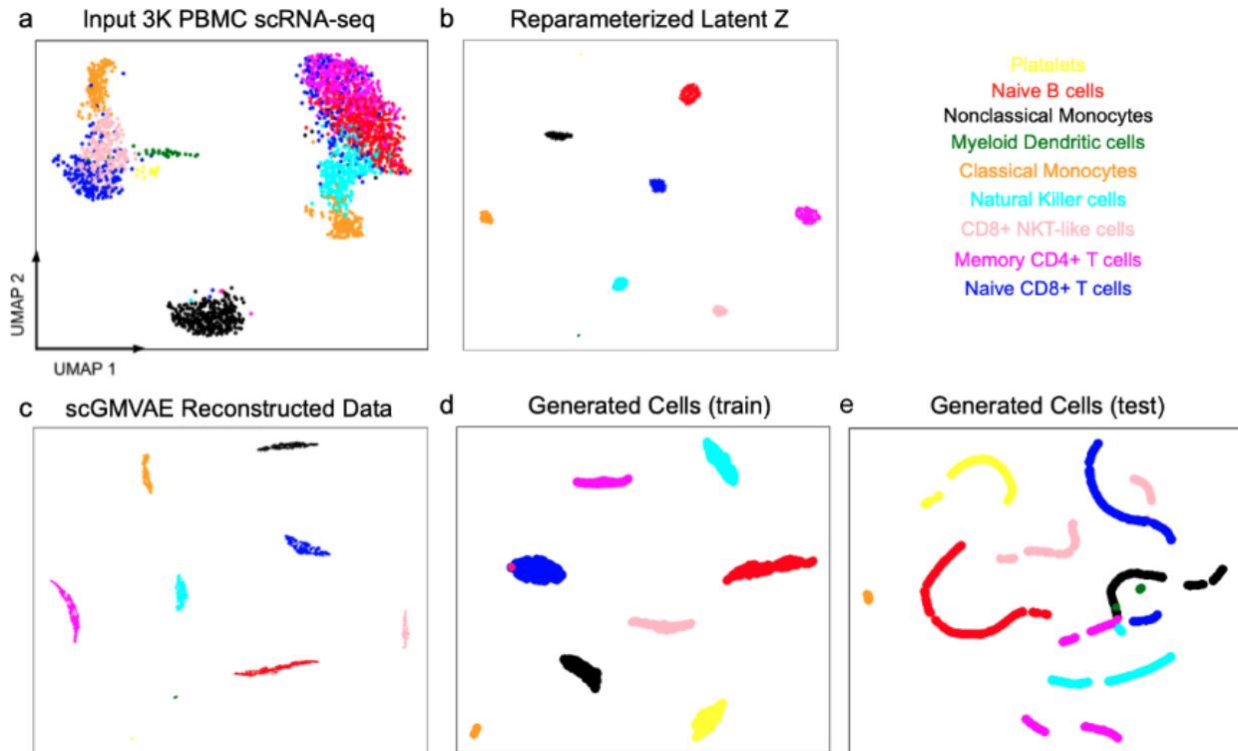 a Input 3K PBMC scRNA-seq
b Reparameterized Latent Z
Platelets
Naive B cells
Nonclassical Monocytes
Myeloid Dendritic cells
Classical Monocytes
Natural Killer cells
CD8+ NKT-like cells
Memory CD4+ T cells
Naive CD8+ T cells
UMAP 2
UMAP 1
c scGMVAE Reconstructed Data
d Generated Cells (train)
e Generated Cells (test)